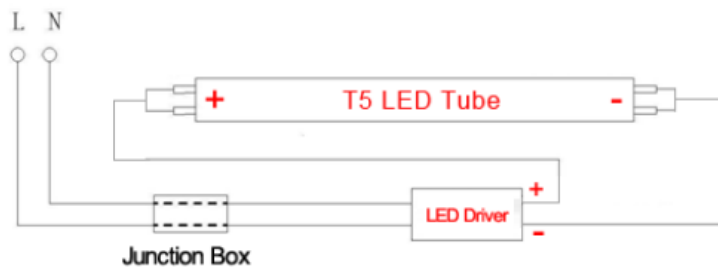 L N
+ T5 LED Tube -
+
LED Driver
-
Junction Box